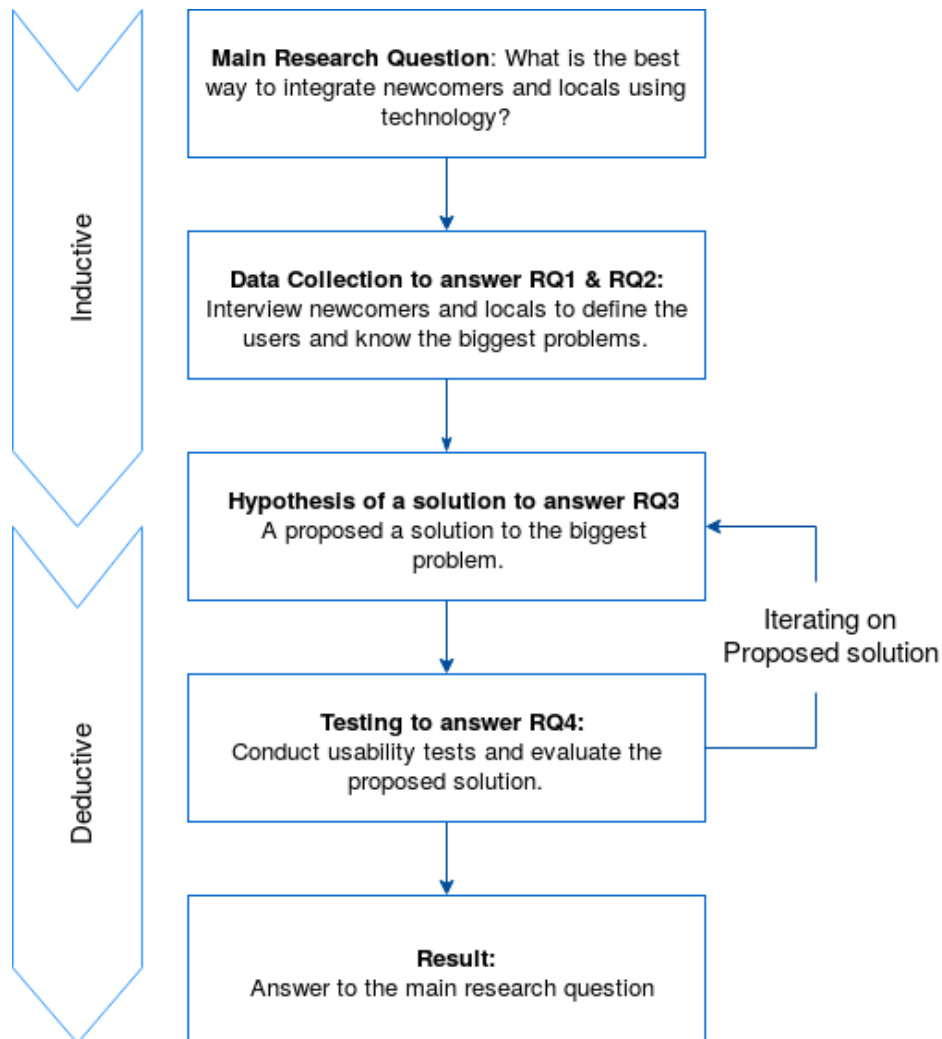 Main Research Question: What is the best
way to integrate newcomers and locals using
technology?
Inductive
Data Collection to answer RQ1 & RQ2:
Interview newcomers and locals to define the
users and know the biggest problems.
Hypothesis of a solution to answer RQ3
A proposed a solution to the biggest
problem.
Iterating on
Proposed solution
Testing to answer RQ4:
Conduct usability tests and evaluate the
proposed solution.
Deductive
Result:
Answer to the main research question